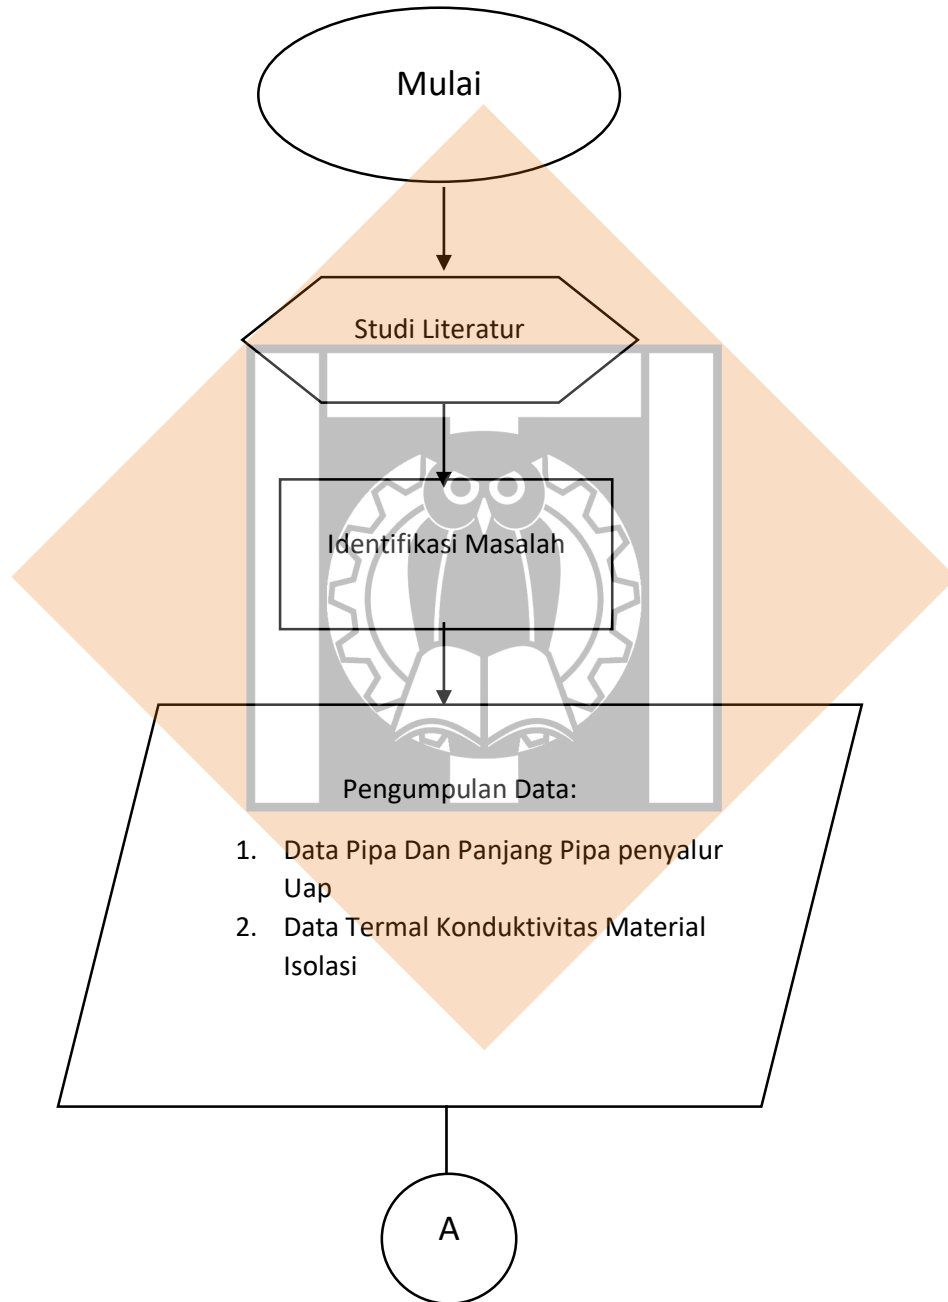 Mulai
Studi Literatur
Identifikasi Masalah
Pengumpulan Data:
1. Data Pipa Dan Panjang Pipa penyalur
Uap
2. Data Termal Konduktivitas Material
Isolasi
A